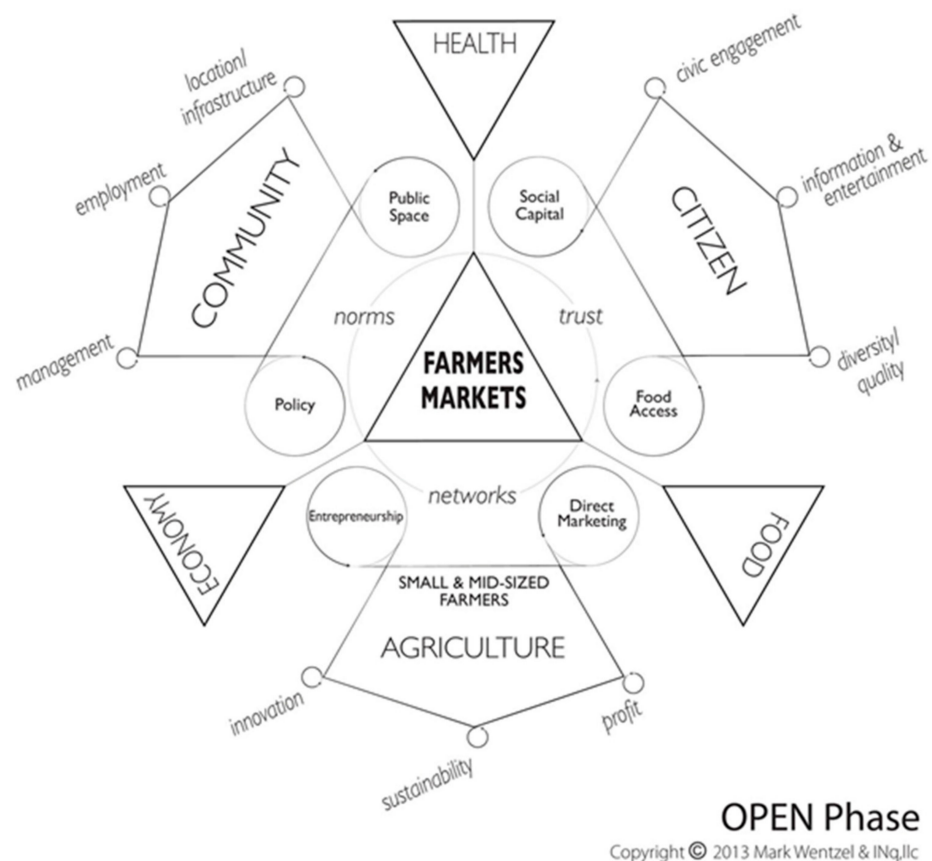 HEALTH
location/
infrastructure
employment
COMMUNITY
management
Public
Space
Social
Capital
civic engagement
information &
entertainment
CITIZEN
diversity/
quality
norms
trust
FARMERS
MARKETS
Policy
Food
Access
networks
Entrepreneurship
Direct
Marketing
ECONOMY
FOOD
SMALL & MID-SIZED
FARMERS
AGRICULTURE
innovation
sustainability
profit
OPEN Phase
Copyright © 2013 Mark Wentzel & INq,llc